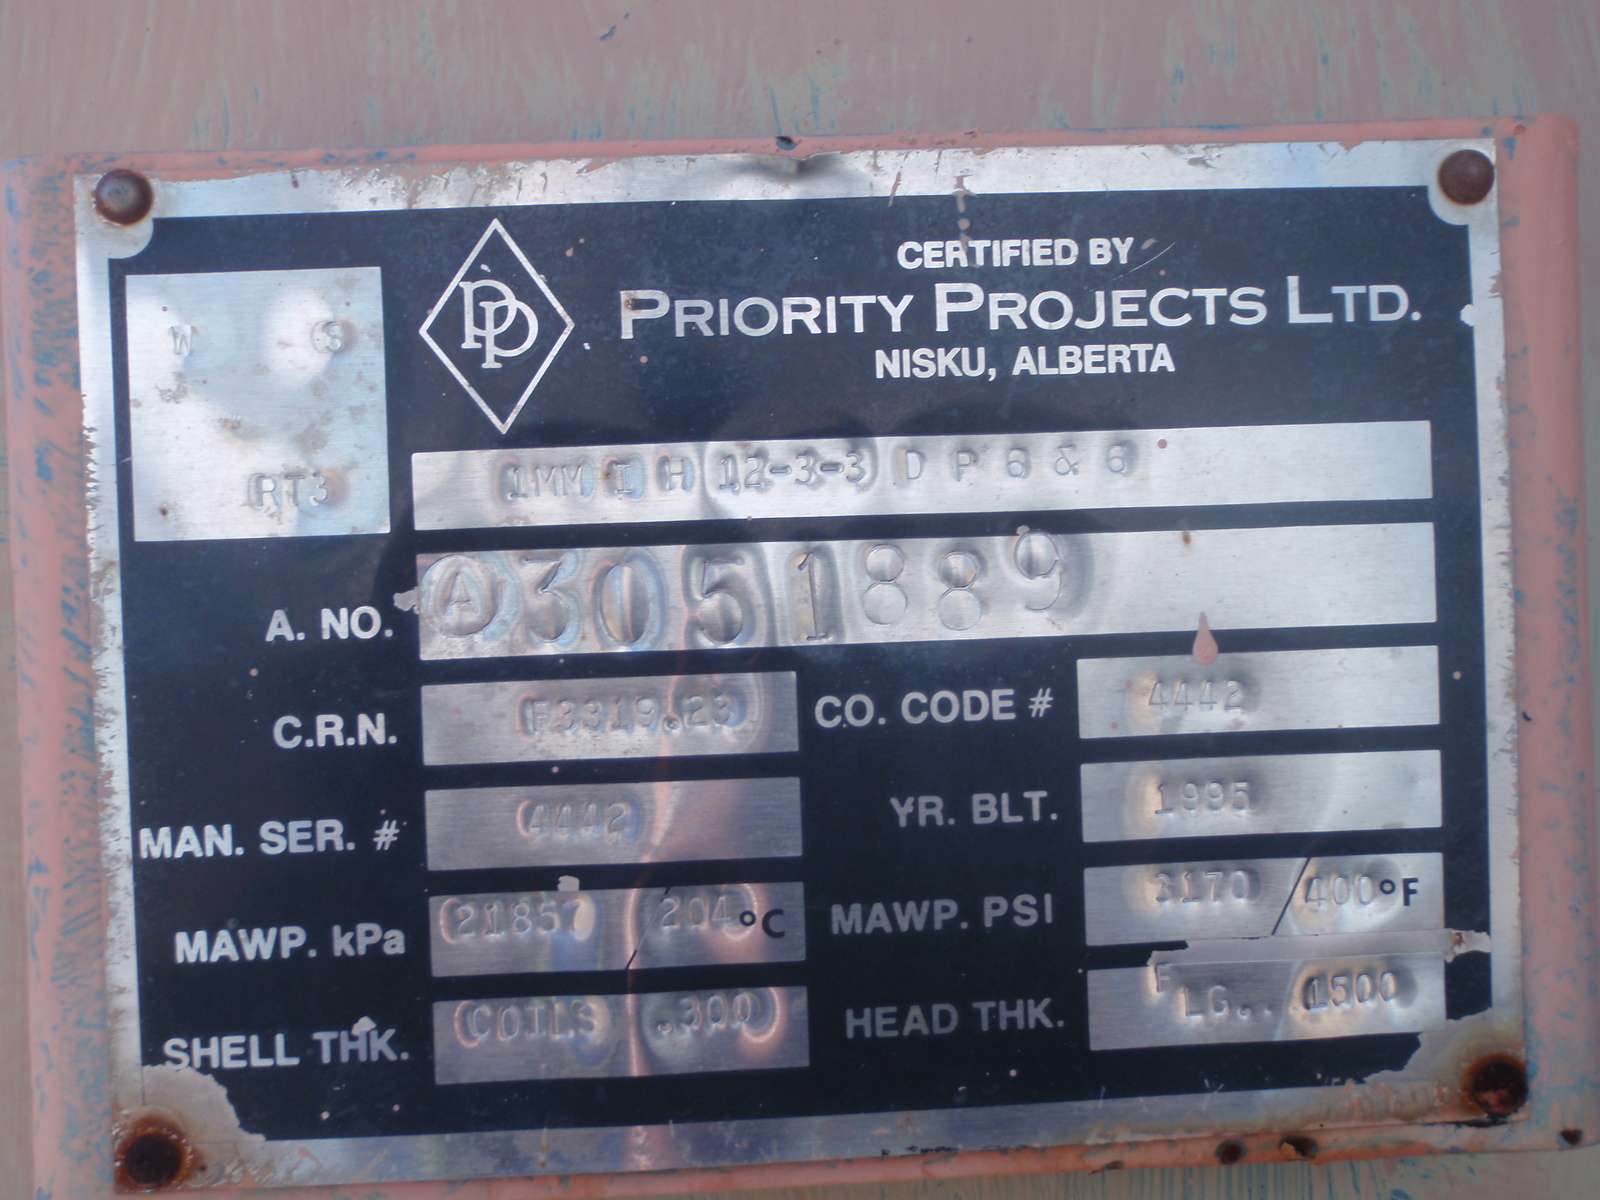 CERTIFIED BY
PRIORITY PROJECTS LTD.
NISKU, ALBERTA
PP
W S
RT3
1MM I H 12-3-3 D P 6 & 6
A. NO. A3051889
C.R.N. F3319.23 CO. CODE # 4442
MAN. SER. # 4442 YR. BLT. 1995
MAWP. kPa 21857 / 204°C MAWP. PSI 3170 / 400°F
SHELL THK. COILS .300 HEAD THK. FLG.. .1500